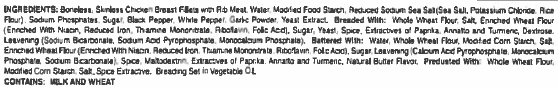 INGREDIENTS: Boneless, Skinless Chicken Breast Fillets with Rib Meat, Water, Modified Food Starch, Reduced Sodium Sea Salt (Sea Salt, Potassium Chloride, Rice
Flour), Sodium Phosphates, Sugar, Black Pepper, White Pepper, Garlic Powder, Yeast Extract. Breaded With: Whole Wheat Flour, Salt, Enriched Wheat Flour
(Enriched With Niacin, Reduced Iron, Thiamine Mononitrate, Riboflavin, Folic Acid), Sugar, Yeast, Spice, Extractives of Paprika, Annatto and Turmeric, Dextrose,
Leavening (Sodium Bicarbonate, Sodium Acid Pyrophosphate, Monocalcium Phosphate). Battered With: Water, Whole Wheat Flour, Modified Corn Starch, Salt,
Enriched Wheat Flour (Enriched With Niacin, Reduced Iron, Thiamine Mononitrate, Riboflavin, Folic Acid), Sugar, Leavening (Calcium Acid Pyrophosphate, Monocalcium
Phosphate, Sodium Bicarbonate), Spice, Maltodextrin, Extractives of Paprika, Annatto and Turmeric, Natural Butter Flavor. Predusted With: Whole Wheat Flour,
Modified Corn Starch, Salt, Spice Extractive. Breading Set in Vegetable Oil.
CONTAINS: MILK AND WHEAT